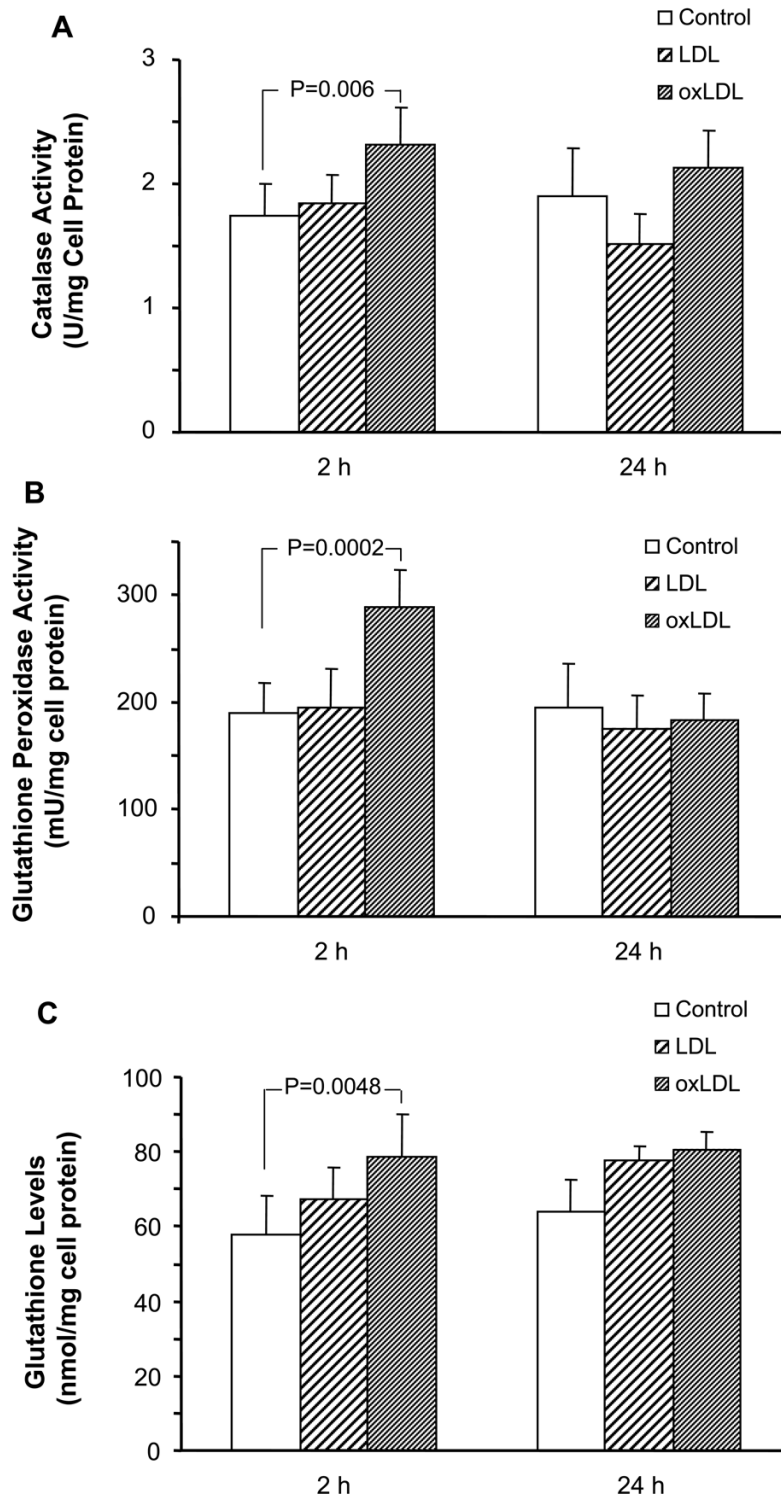 A
Control
LDL
oxLDL
3
2
1
0
Catalase Activity
(U/mg Cell Protein)
P=0.006
2 h
24 h
B
Control
LDL
oxLDL
300
200
100
0
Glutathione Peroxidase Activity
(mU/mg cell protein)
P=0.0002
2 h
24 h
C
Control
LDL
oxLDL
100
80
60
40
20
0
Glutathione Levels
(nmol/mg cell protein)
P=0.0048
2 h
24 h